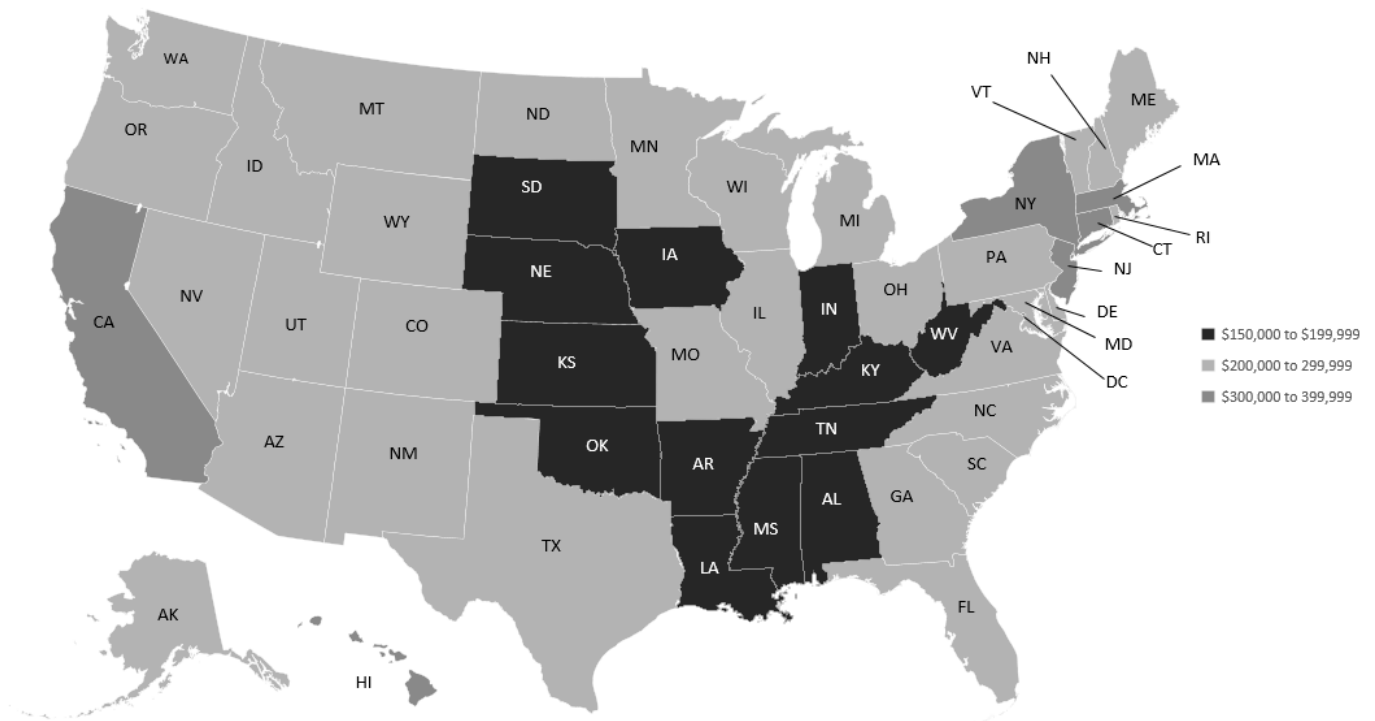 WA
OR
MT
ND
MN
ID
SD
WY
WI
MI
VT
NH
ME
MA
NY
RI
CT
NJ
PA
IA
NE
NV
UT
CO
CA
IL
IN
OH
WV
VA
DE
MD
DC
KS
MO
KY
AZ
NM
OK
AR
TN
NC
SC
GA
AL
MS
LA
TX
FL
AK
HI
$150,000 to $199,999
$200,000 to 299,999
$300,000 to 399,999